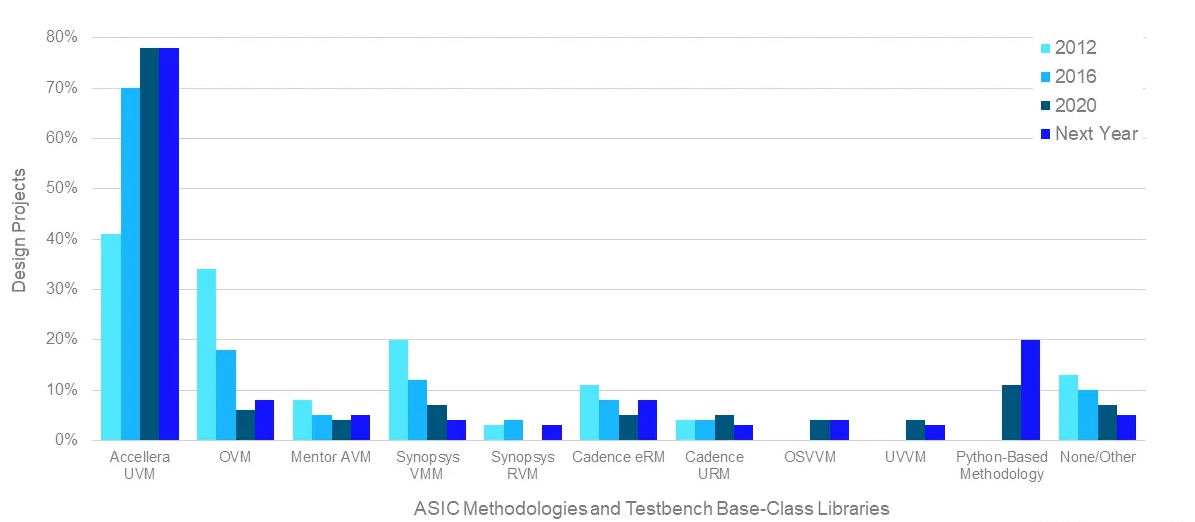 80%
70%
60%
50%
40%
30%
20%
10%
0%
Design Projects
2012
2016
2020
Next Year
Accellera
UVM
OVM
Mentor AVM
Synopsys
VMM
Synopsys
RVM
Cadence eRM
Cadence
URM
OSVVM
UVVM
Python-Based
Methodology
None/Other
ASIC Methodologies and Testbench Base-Class Libraries